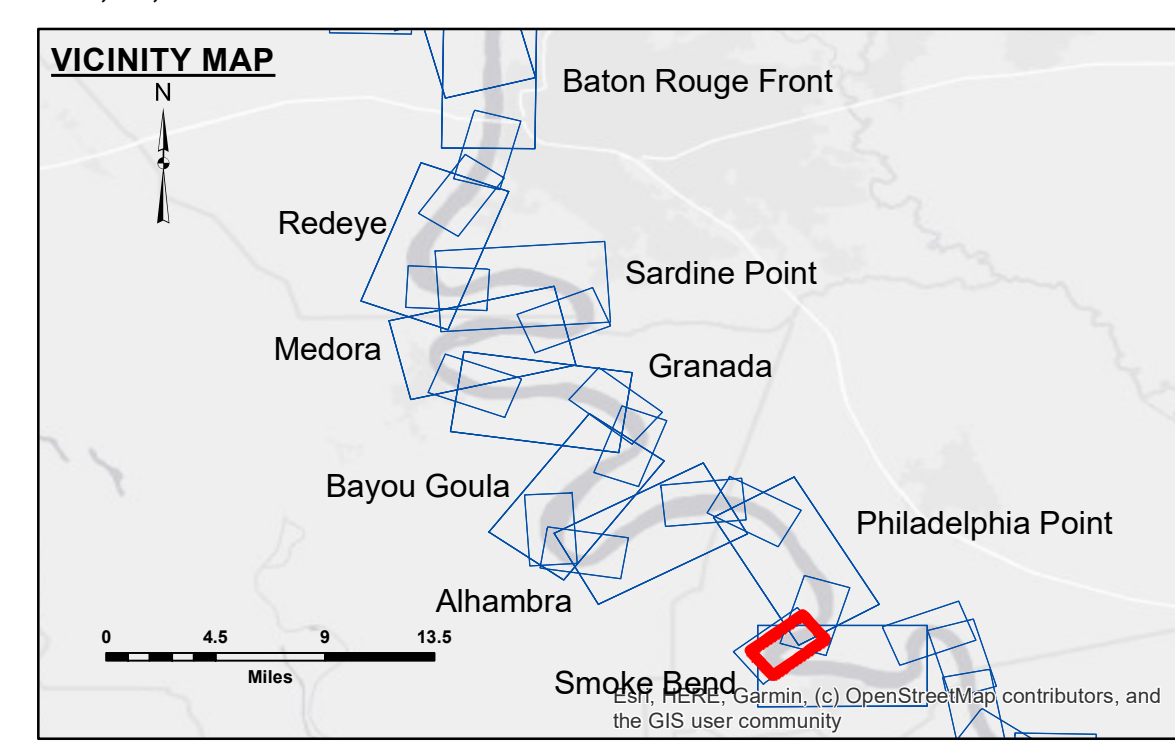 VICINITY MAP
N
Baton Rouge Front
Redeye
Sardine Point
Medora
Granada
Bayou Goula
Philadelphia Point
Alhambra
0 4.5 9 13.5
Miles
Smoke Bend
Esri, HERE, Garmin, (c) OpenStreetMap contributors, and
the GIS user community